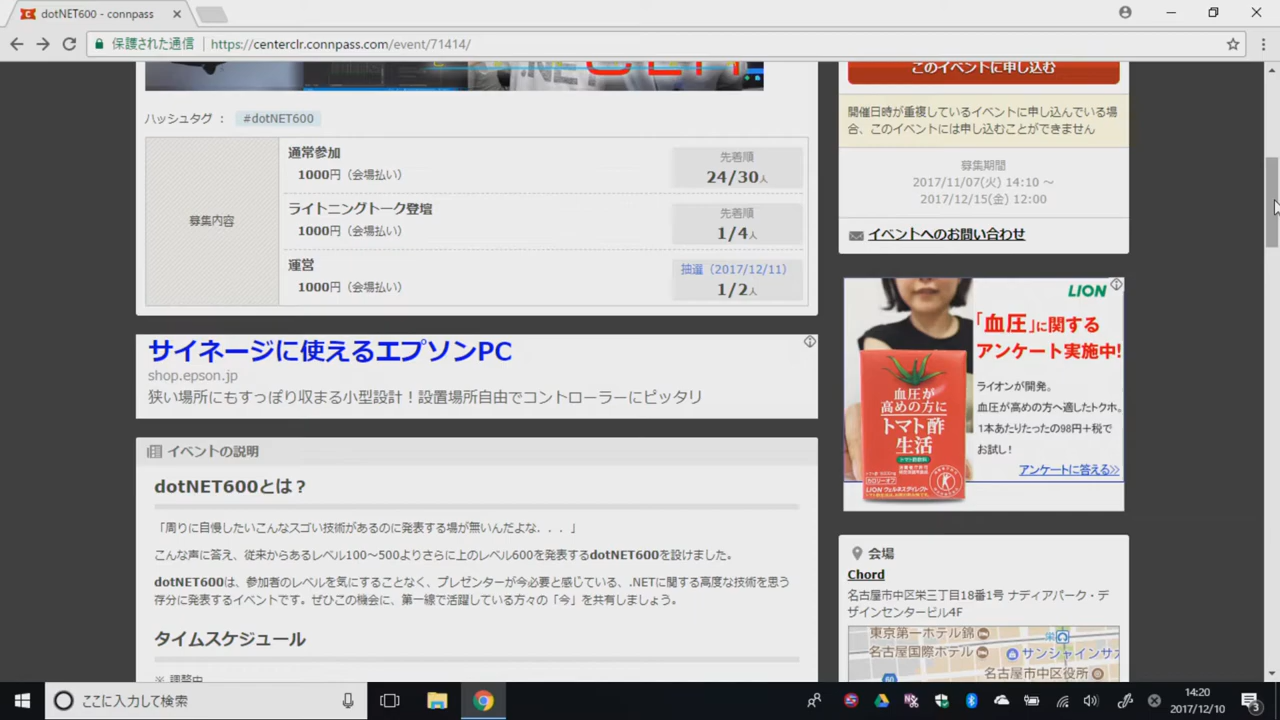 dotNET600 - connpass
保護された通信
https://centerclr.connpass.com/event/71414/
ハッシュタグ ： #dotNET600
募集内容
通常参加
1000円（会場払い）
先着順
24/30人
ライトニングトーク登壇
1000円（会場払い）
先着順
1/4人
運営
1000円（会場払い）
抽選（2017/12/11）
1/2人
サイネージに使えるエプソンPC
shop.epson.jp
狭い場所にもすっぽり収まる小型設計！設置場所自由でコントローラーにピッタリ
イベントの説明
dotNET600とは？
「周りに自慢したいこんなスゴい技術があるのに発表する場が無いんだよな．．．」
こんな声に答え、従来からあるレベル100～500よりさらに上のレベル600を発表するdotNET600を設けました。
dotNET600は、参加者のレベルを気にすることなく、プレゼンターが今必要と感じている、.NETに関する高度な技術を思う
存分に発表するイベントです。ぜひこの機会に、第一線で活躍している方々の「今」を共有しましょう。
タイムスケジュール
※ 調整中
このイベントに申し込む
開催日時が重複しているイベントに申し込んでいる場
合、このイベントには申し込むことができません
募集期間
2017/11/07(火) 14:10 ～
2017/12/15(金) 12:00
イベントへのお問い合わせ
LION
「血圧」に関する
アンケート実施中!
ライオンが開発。
血圧が高めの方へ適したトクホ。
1本あたりたったの98円＋税で
お試し！
アンケートに答える>>
血圧が
高めの方に
トマト酢
生活
会場
Chord
名古屋市中区栄三丁目18番1号 ナディアパーク・デ
ザインセンタービル4F
東京第一ホテル錦
栄
名古屋国際ホテル
サンシャインサカ
名古屋市中区役所
ここに入力して検索
14:20
2017/12/10
3